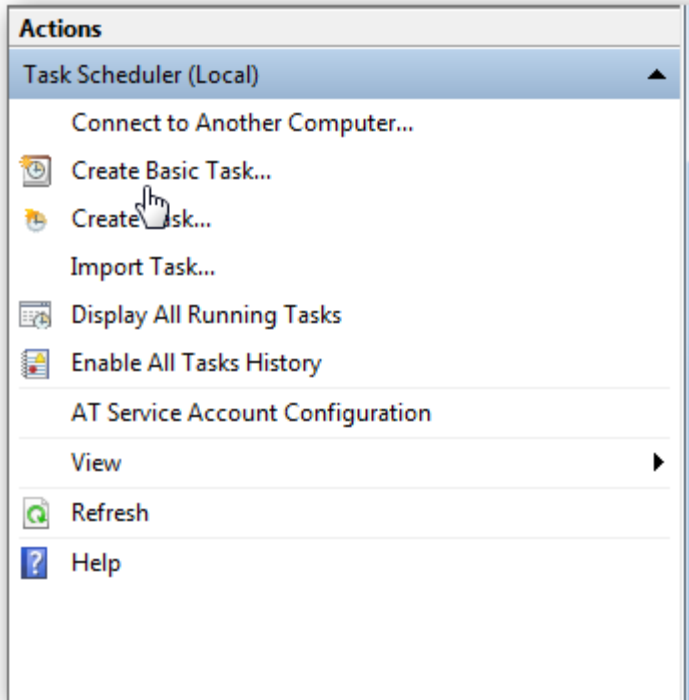 Actions
Task Scheduler (Local)
Connect to Another Computer...
Create Basic Task...
Create sk...
Import Task...
Display All Running Tasks
Enable All Tasks History
AT Service Account Configuration
View
Refresh
Help